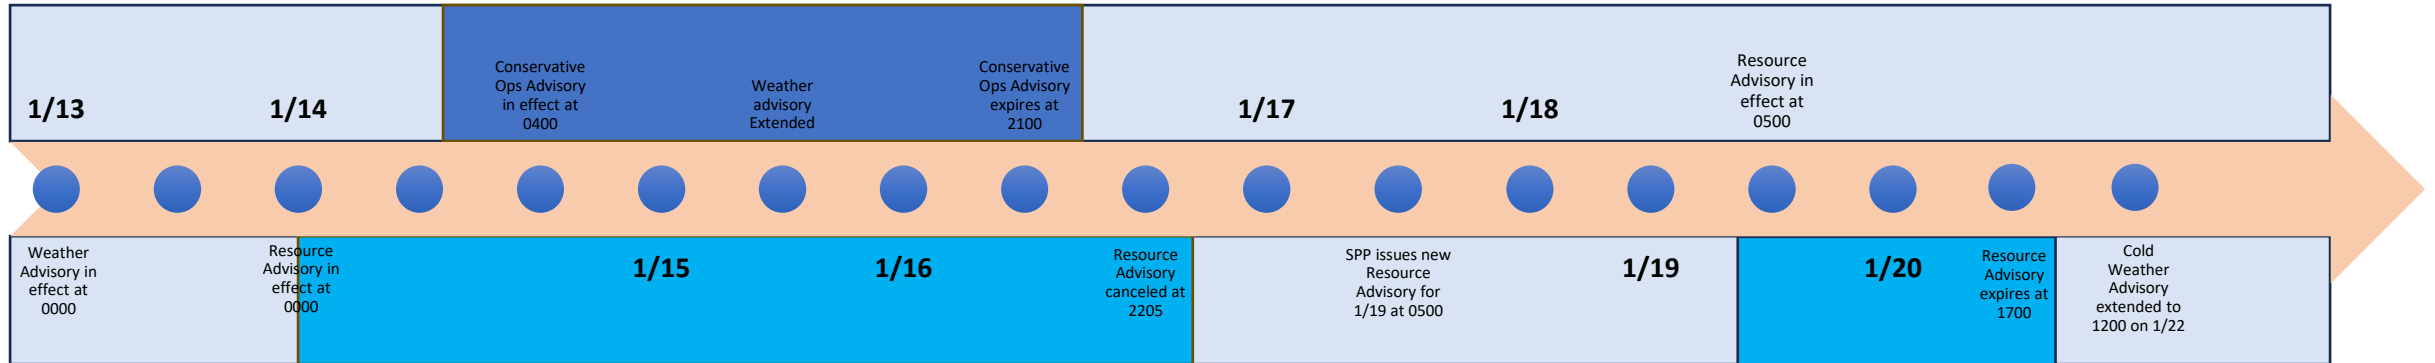 1/13
1/14
Conservative
Ops Advisory
in effect at
0400
Weather
advisory
Extended
Conservative
Ops Advisory
expires at
2100
1/17
1/18
Resource
Advisory in
effect at
0500
Weather
Advisory in
effect at
0000
Resource
Advisory in
effect at
0000
1/15
1/16
Resource
Advisory
canceled at
2205
SPP issues new
Resource
Advisory for
1/19 at 0500
1/19
1/20
Resource
Advisory
expires at
1700
Cold
Weather
Advisory
extended to
1200 on 1/22